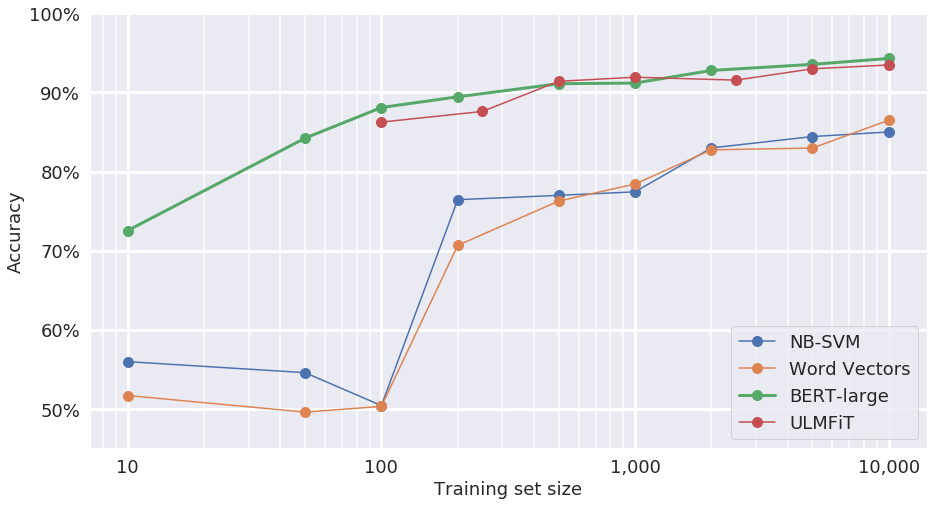 100%
90%
80%
70%
60%
50%
Accuracy
10
100
1,000
10,000
Training set size
NB-SVM
Word Vectors
BERT-large
ULMFiT